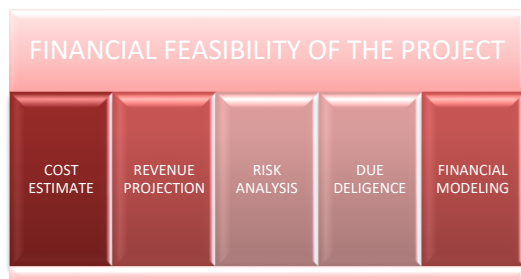 FINANCIAL FEASIBILITY OF THE PROJECT
COST
ESTIMATE
REVENUE
PROJECTION
RISK
ANALYSIS
DUE
DELIGENCE
FINANCIAL
MODELING